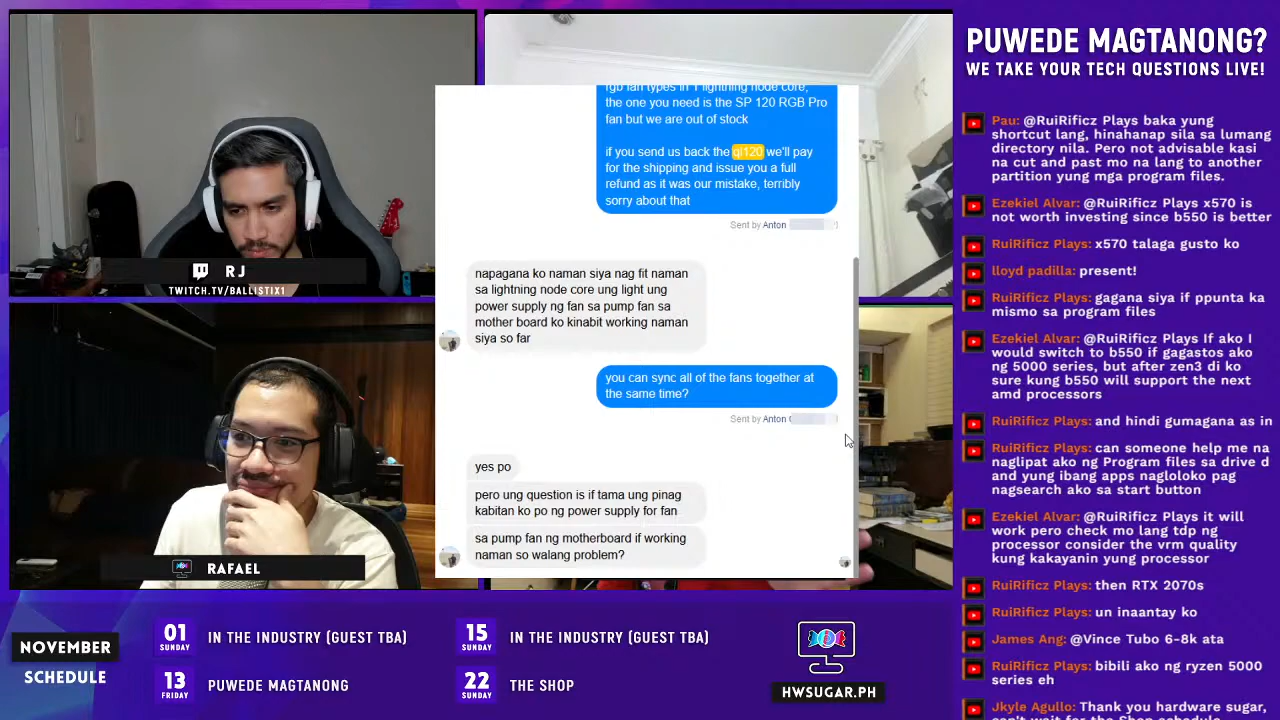 PUWEDE MAGTANONG?
WE TAKE YOUR TECH QUESTIONS LIVE!
RJ
TWITCH.TV/BALLISTIX1
RAFAEL
rgb fan types in 1 lightning node core,
the one you need is the SP 120 RGB Pro
fan but we are out of stock
if you send us back the ql120 we'll pay
for the shipping and issue you a full
refund as it was our mistake, terribly
sorry about that
Sent by Anton
napagana ko naman siya nag fit naman
sa lightning node core ung light ung
power supply ng fan sa pump fan sa
mother board ko kinabit working naman
siya so far
you can sync all of the fans together at
the same time?
Sent by Anton
yes po
pero ung question is if tama ung pinag
kabitan ko po ng power supply for fan
sa pump fan ng motherboard if working
naman so walang problem?
Pau: @RuiRificz Plays baka yung
shortcut lang, hinahanap sila sa lumang
directory nila. Pero not advisable kasi
na cut and past mo na lang to another
partition yung mga program files.
Ezekiel Alvar: @RuiRificz Plays x570 is
not worth investing since b550 is better
RuiRificz Plays: x570 talaga gusto ko
lloyd padilla: present!
RuiRificz Plays: gagana siya if ppunta ka
mismo sa program files
Ezekiel Alvar: @RuiRificz Plays If ako I
would switch to b550 if gagastos ako
ng 5000 series, but after zen3 di ko
sure kung b550 will support the next
amd processors
RuiRificz Plays: and hindi gumagana as in
RuiRificz Plays: can someone help me na
naglipat ako ng Program files sa drive d
and yung ibang apps nagloloko pag
nagsearch ako sa start button
Ezekiel Alvar: @RuiRificz Plays it will
work pero check mo lang tdp ng
processor consider the vrm quality
kung kakayanin yung processor
RuiRificz Plays: then RTX 2070s
RuiRificz Plays: un inaantay ko
James Ang: @Vince Tubo 6-8k ata
RuiRificz Plays: bibili ako ng ryzen 5000
series eh
Jkyle Agullo: Thank you hardware sugar,
can't wait for the Shop schedule
NOVEMBER
SCHEDULE
01 SUNDAY IN THE INDUSTRY (GUEST TBA)
13 FRIDAY PUWEDE MAGTANONG
15 SUNDAY IN THE INDUSTRY (GUEST TBA)
22 SUNDAY THE SHOP
HWSUGAR.PH